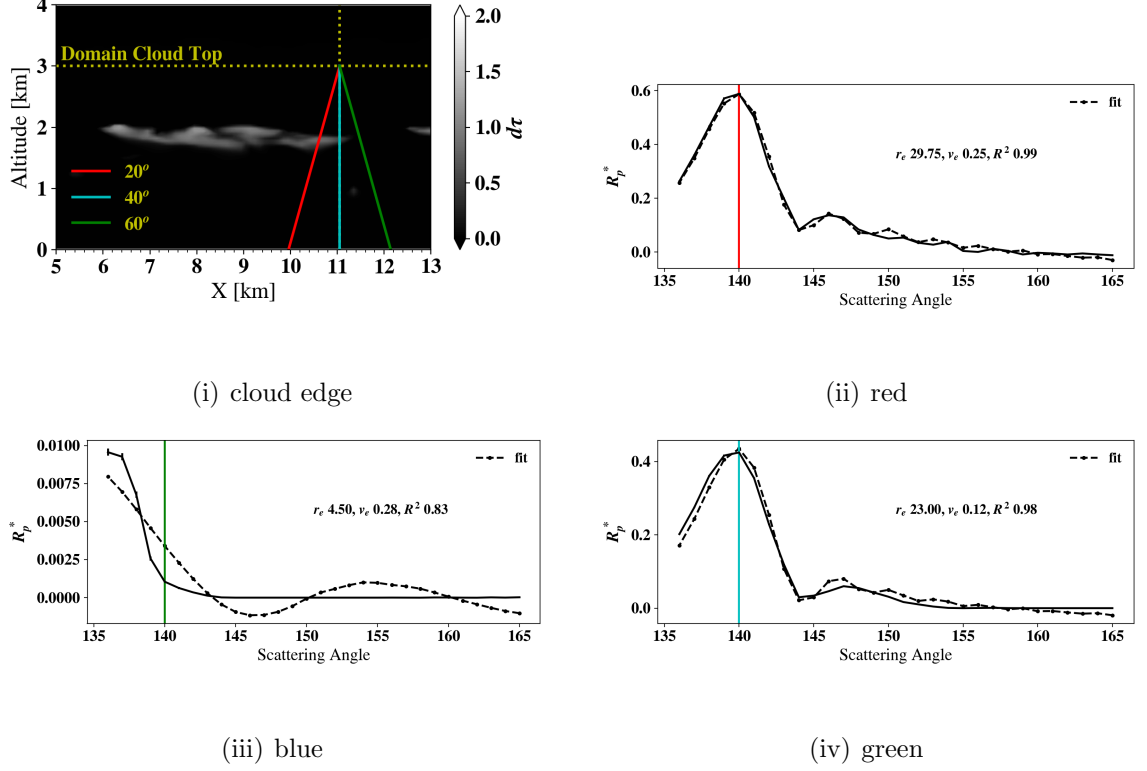 4
3
2
1
0
Altitude [km]
Domain Cloud Top
20°
40°
60°
5 6 7 8 9 10 11 12 13
X [km]
2.0
1.5
1.0
0.5
0.0
dτ
(i) cloud edge
0.6
0.4
0.2
0.0
R_p^*
fit
r_e 29.75, v_e 0.25, R^2 0.99
135 140 145 150 155 160 165
Scattering Angle
(ii) red
0.0100
0.0075
0.0050
0.0025
0.0000
R_p^*
fit
r_e 4.50, v_e 0.28, R^2 0.83
135 140 145 150 155 160 165
Scattering Angle
(iii) blue
0.4
0.2
0.0
R_p^*
fit
r_e 23.00, v_e 0.12, R^2 0.98
135 140 145 150 155 160 165
Scattering Angle
(iv) green